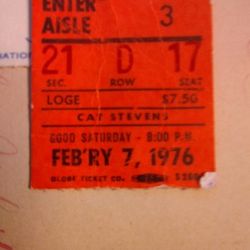 ENTER
AISLE 3
NATION
21 D 17
SEC. ROW SEAT
LOGE $7.50
CAT STEVENS
GOOD SATURDAY - 8:00 P.M.
FEB'RY 7, 1976
GLOBE TICKET CO.